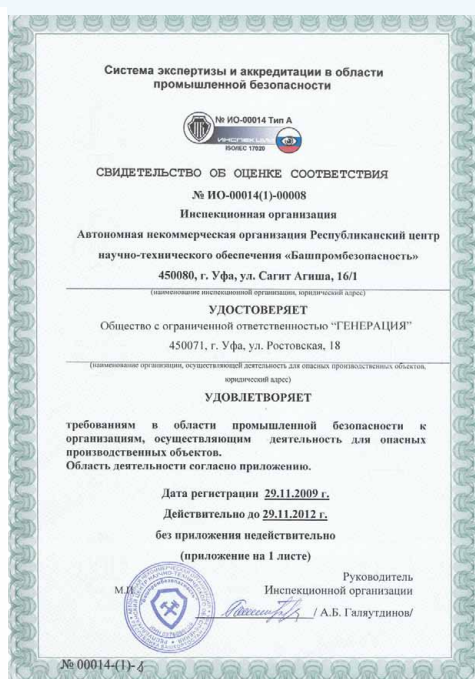 Система экспертизы и аккредитации в области
промышленной безопасности
№ ИО-00014 Тип А
ИСО/IEC 17020
СВИДЕТЕЛЬСТВО ОБ ОЦЕНКЕ СООТВЕТСТВИЯ
№ ИО-00014(1)-00008
Инспекционная организация
Автономная некоммерческая организация Республиканский центр
научно-технического обеспечения «Башпромбезопасность»
450080, г. Уфа, ул. Сагит Агиша, 16/1
(наименование инспекционной организации, юридический адрес)
УДОСТОВЕРЯЕТ
Общество с ограниченной ответственностью “ГЕНЕРАЦИЯ”
450071, г. Уфа, ул. Ростовская, 18
(наименование организации, осуществляющей деятельность для опасных производственных объектов,
юридический адрес)
УДОВЛЕТВОРЯЕТ
требованиям в области промышленной безопасности к
организациям, осуществляющим деятельность для опасных
производственных объектов.
Область деятельности согласно приложению.
Дата регистрации 29.11.2009 г.
Действительно до 29.11.2012 г.
без приложения недействительно
(приложение на 1 листе)
Руководитель
М.П. Инспекционной организации
/ А.Б. Галяутдинов/
№ 00014-(1)-